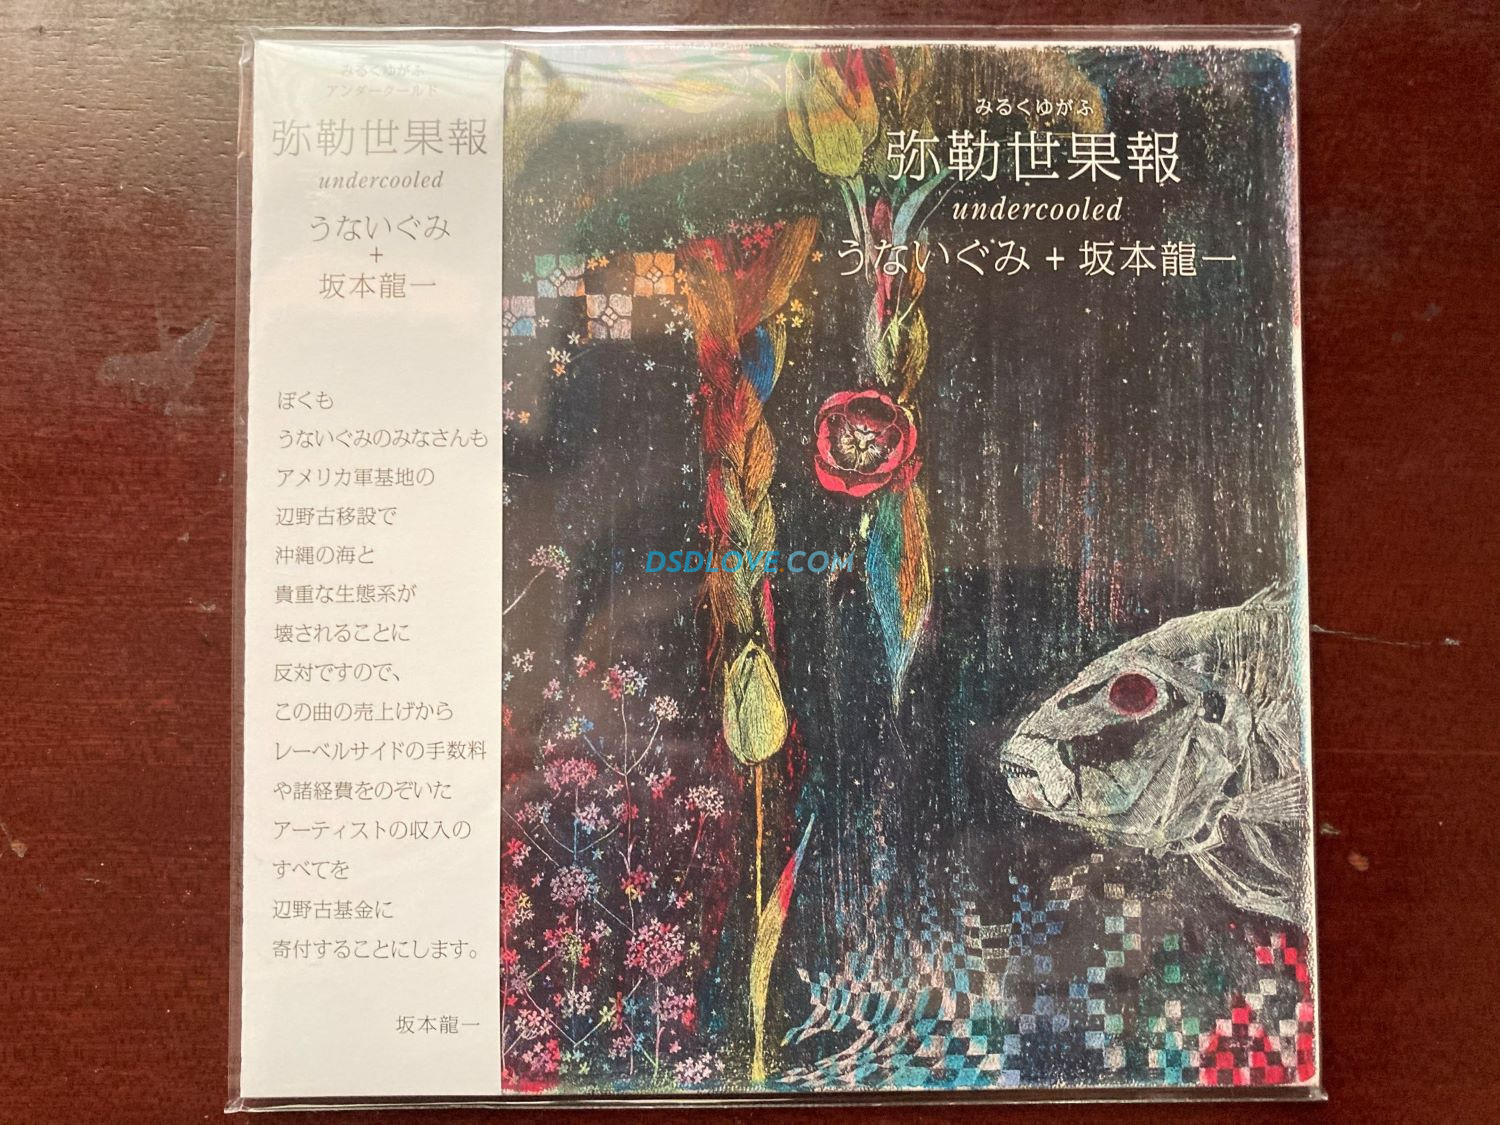 みるくゆがふ
アンダークールド
弥勒世果報
undercooled
うないぐみ
+
坂本龍一
ぼくも
うないぐみのみなさんも
アメリカ軍基地の
辺野古移設で
沖縄の海と
貴重な生態系が
壊されることに
反対ですので、
この曲の売上げから
レーベルサイドの手数料
や諸経費をのぞいた
アーティストの収入の
すべてを
辺野古基金に
寄付することにします。
坂本龍一
みるくゆがふ
弥勒世果報
undercooled
うないぐみ + 坂本龍一
DSDLOVE.COM